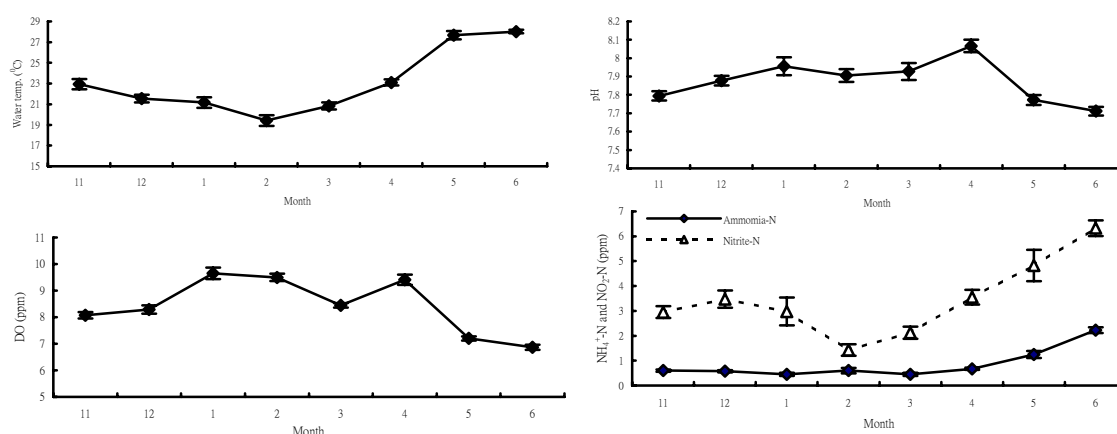 29
27
25
23
21
19
17
15
Water temp. (⁰C)
11 12 1 2 3 4 5 6
Month
8.2
8.1
8
7.9
7.8
7.7
7.6
7.5
7.4
pH
11 12 1 2 3 4 5 6
Month
11
10
9
8
7
6
5
DO (ppm)
11 12 1 2 3 4 5 6
Month
7
6
5
4
3
2
1
0
NH₄⁺-N and NO₂-N (ppm)
Ammomia-N
Nitrite-N
11 12 1 2 3 4 5 6
Month